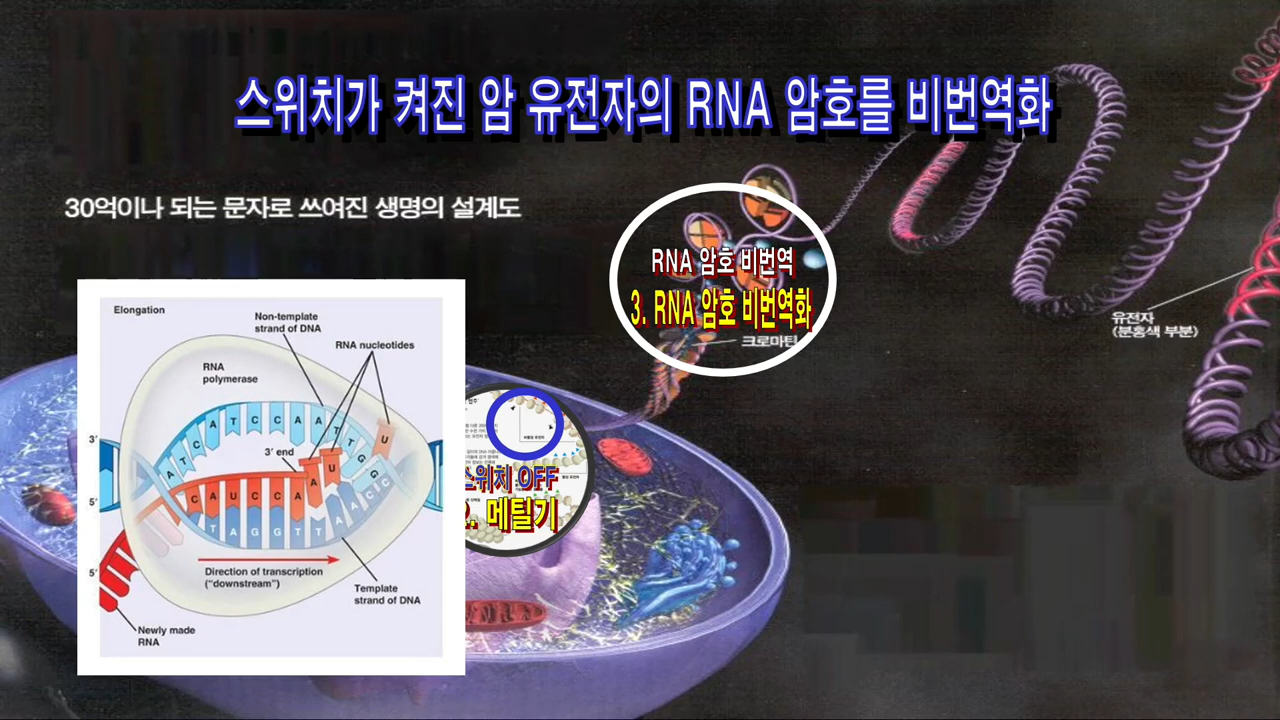 스위치가 켜진 암 유전자의 RNA 암호를 비번역화
30억이나 되는 문자로 쓰여진 생명의 설계도
RNA 암호 비번역
3. RNA 암호 비번역화
크로마틴
유전자
(분홍색 부분)
Elongation
Non-template
strand of DNA
RNA nucleotides
RNA
polymerase
3′
3′ end
5′
5′
A T C A T C C A A T T G G
U
C A U C C A A U
T A G G T T A A C C
Direction of transcription
("downstream")
Template
strand of DNA
Newly made
RNA
스위치 OFF
2. 메틸기